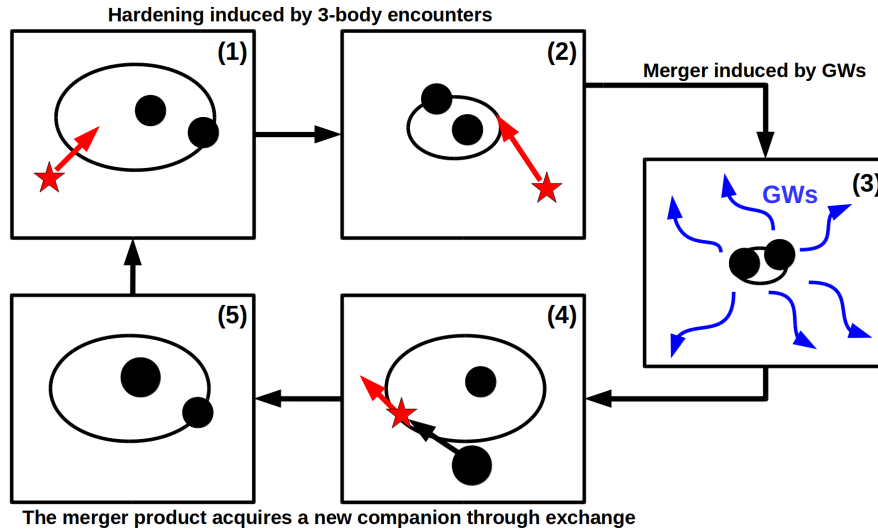 Hardening induced by 3-body encounters
(1)
(2)
Merger induced by GWs
(3)
GWs
(5)
(4)
The merger product acquires a new companion through exchange